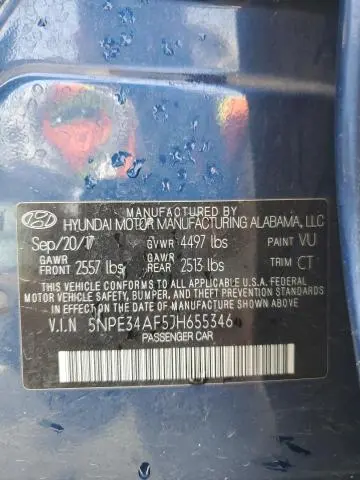 MANUFACTURED BY
HYUNDAI MOTOR MANUFACTURING ALABAMA, LLC
Sep/20/17 GVWR 4497 lbs PAINT VU
GAWR FRONT 2557 lbs GAWR REAR 2513 lbs TRIM CT
THIS VEHICLE CONFORMS TO ALL APPLICABLE U.S. FEDERAL
MOTOR VEHICLE SAFETY, BUMPER, AND THEFT PREVENTION
STANDARDS IN EFFECT ON THE DATE OF MANUFACTURE SHOWN ABOVE.
V.I.N 5NPE34AF5JH655346
PASSENGER CAR